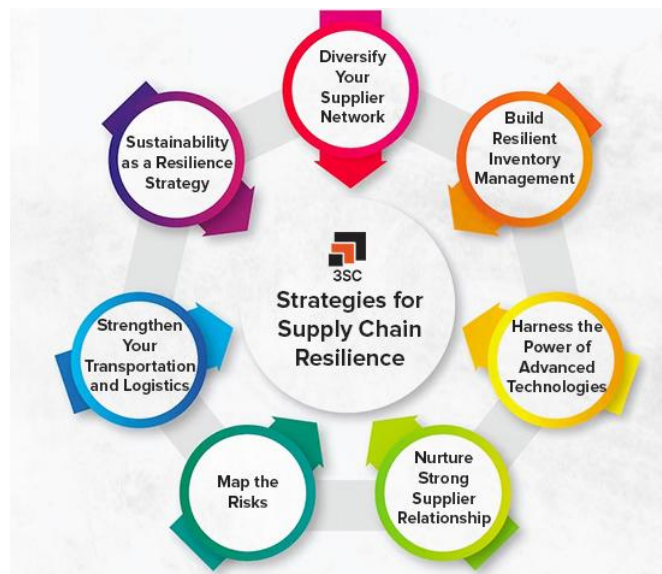 Diversify
Your
Supplier
Network
Build
Resilient
Inventory
Management
Harness the
Power of
Advanced
Technologies
Nurture
Strong
Supplier
Relationship
Map the
Risks
Strengthen
Your
Transportation
and Logistics
Sustainability
as a Resilience
Strategy
3SC
Strategies for
Supply Chain
Resilience